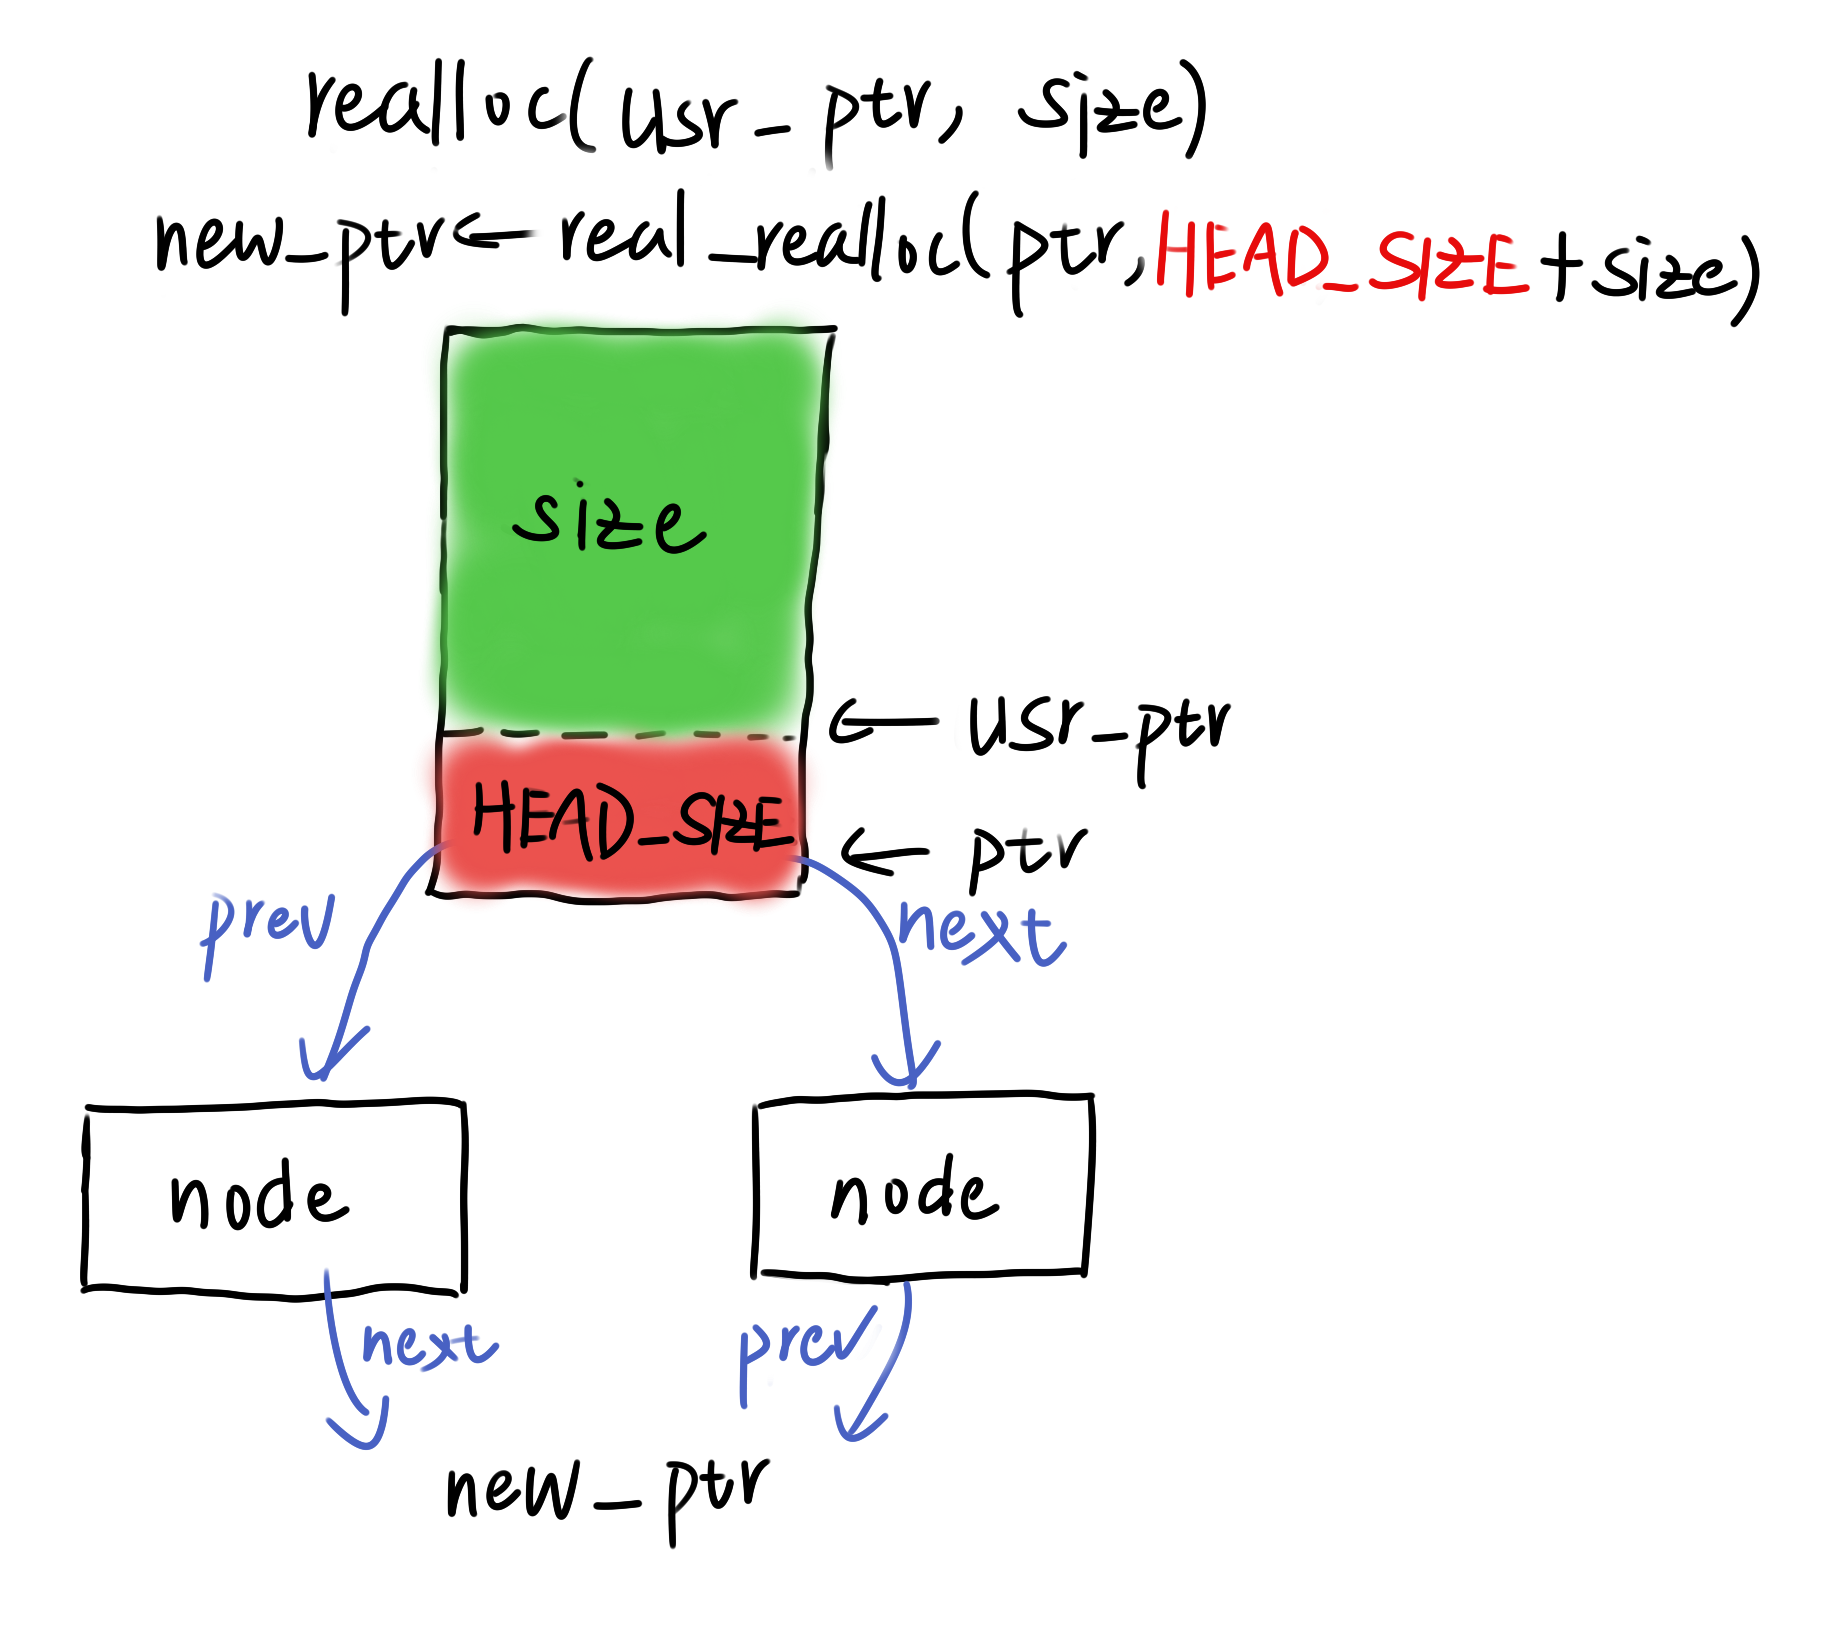 realloc(usr_ptr, size)
new_ptr← real_realloc(ptr,HEAD_SIZE+size)
size
← usr_ptr
HEAD_SIZE
← ptr
prev
next
node
node
next
prev
new_ptr